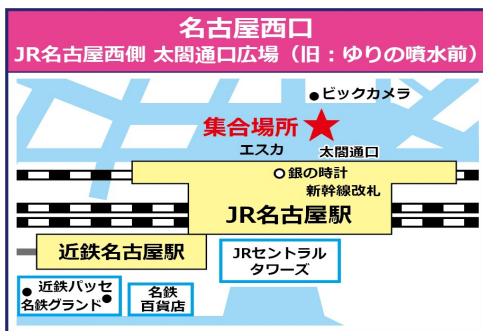 名古屋西口
JR名古屋西側 太閤通口広場（旧：ゆりの噴水前）
●ビックカメラ
集合場所
エスカ
太閤通口
銀の時計
新幹線改札
JR名古屋駅
近鉄名古屋駅
JRセントラル
タワーズ
近鉄パッセ
名鉄グランド
名鉄
百貨店